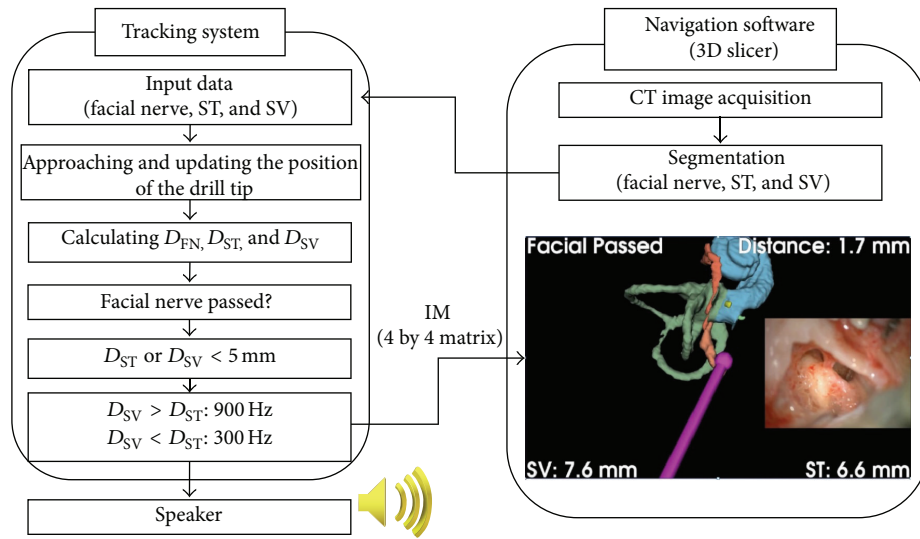 Tracking system
Input data
(facial nerve, ST, and SV)
Approaching and updating the position
of the drill tip
Calculating D_FN, D_ST, and D_SV
Facial nerve passed?
D_ST or D_SV < 5 mm
D_SV > D_ST: 900 Hz
D_SV < D_ST: 300 Hz
Speaker
IM
(4 by 4 matrix)
Navigation software
(3D slicer)
CT image acquisition
Segmentation
(facial nerve, ST, and SV)
Facial Passed
Distance: 1.7 mm
SV: 7.6 mm
ST: 6.6 mm